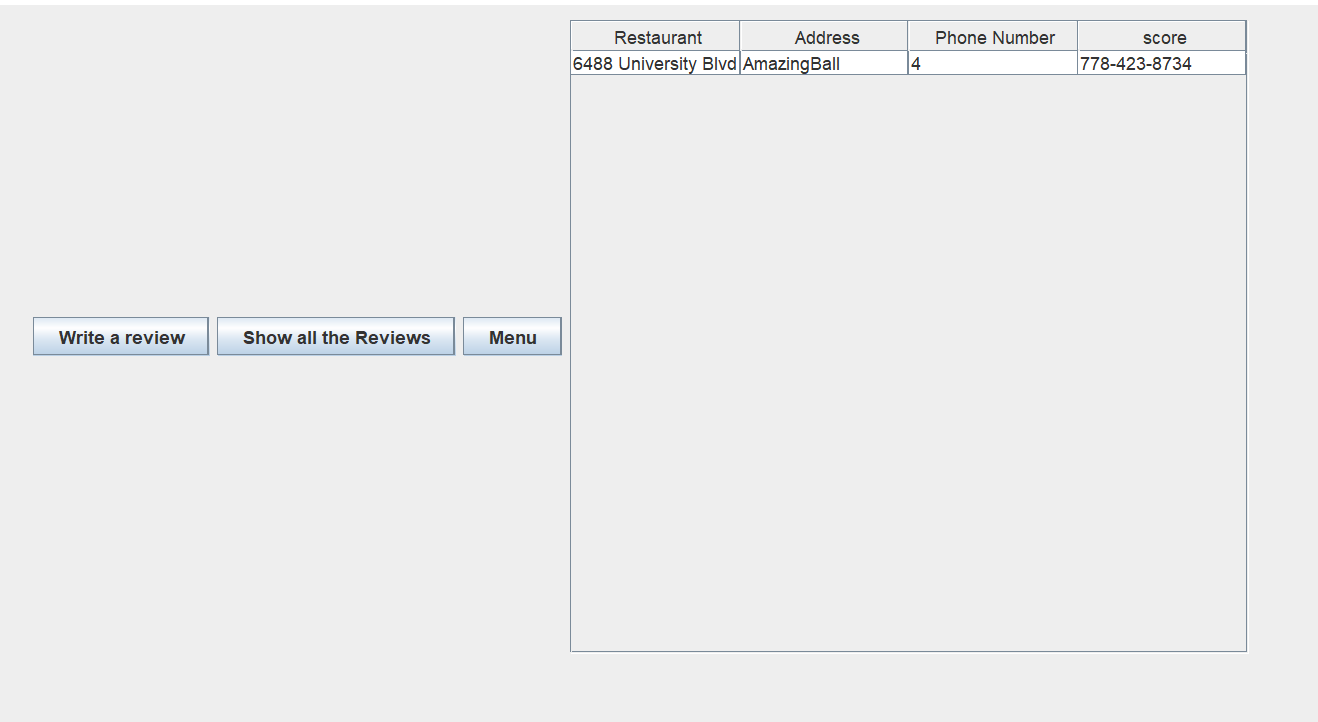 Restaurant Address Phone Number score
6488 University Blvd AmazingBall 4 778-423-8734
Write a review Show all the Reviews Menu